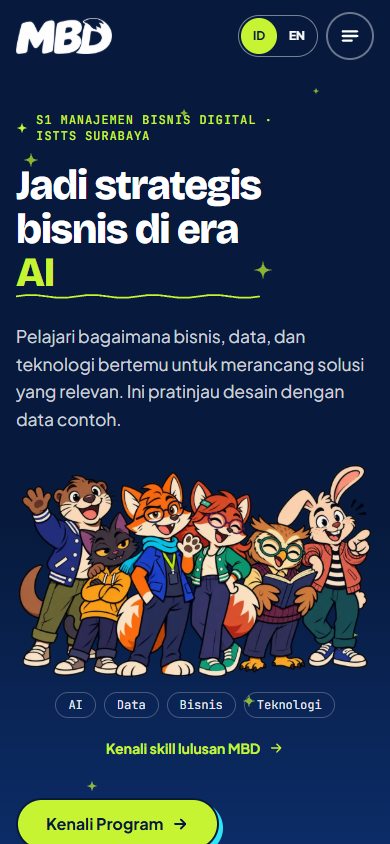 MBD
ID EN
S1 MANAJEMEN BISNIS DIGITAL ·
ISTTS SURABAYA
Jadi strategis
bisnis di era
AI
Pelajari bagaimana bisnis, data, dan
teknologi bertemu untuk merancang solusi
yang relevan. Ini pratinjau desain dengan
data contoh.
AI Data Bisnis Teknologi
Kenali skill lulusan MBD →
Kenali Program →